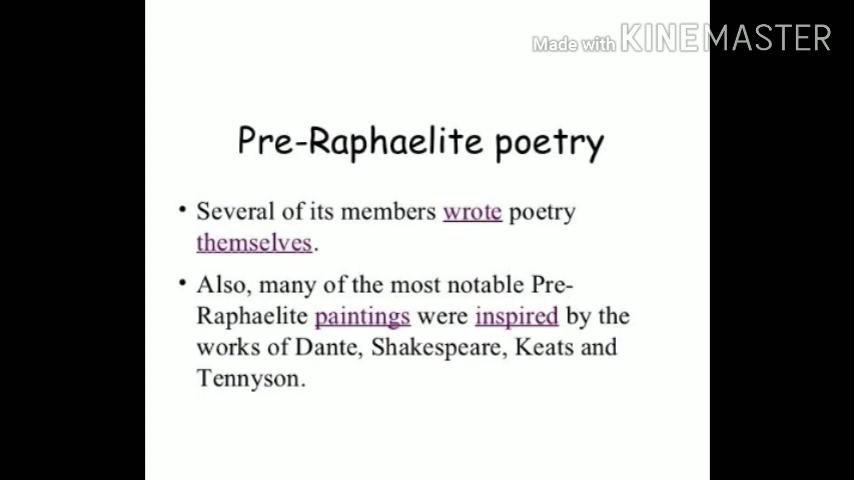 Made with KINEMASTER
Pre-Raphaelite poetry
• Several of its members wrote poetry
themselves.
• Also, many of the most notable Pre-
Raphaelite paintings were inspired by the
works of Dante, Shakespeare, Keats and
Tennyson.